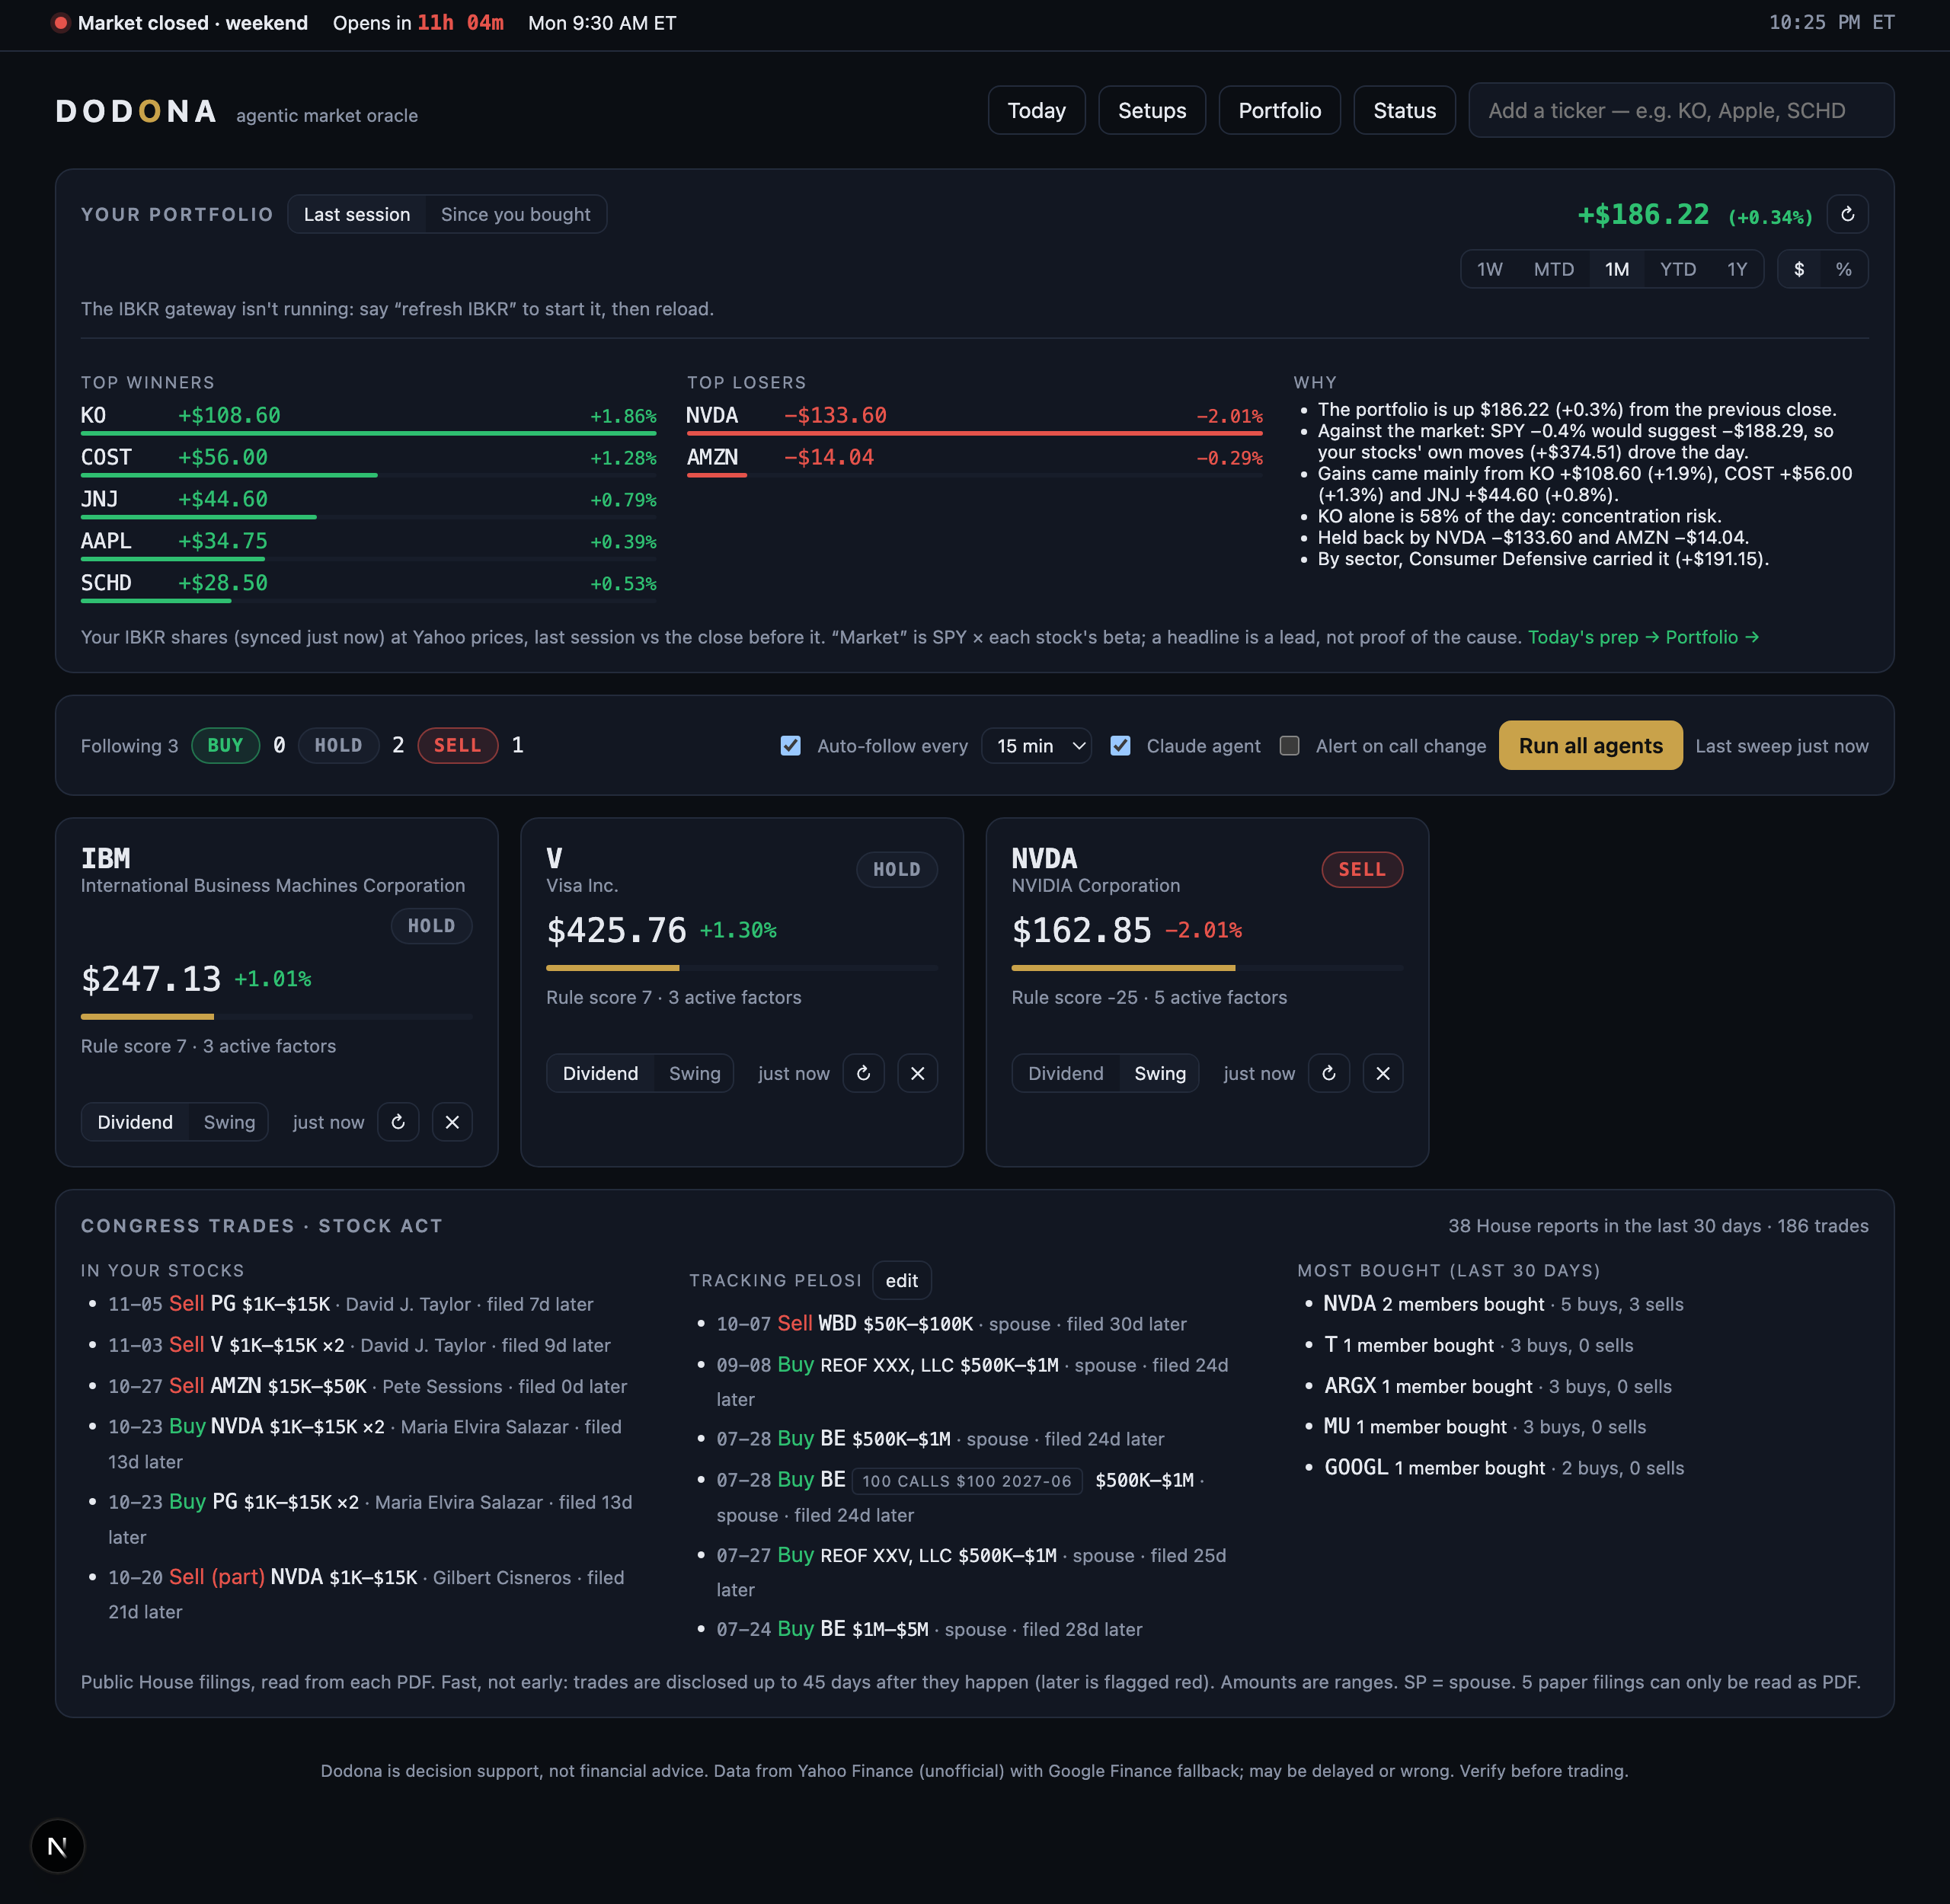 Market closed · weekend Opens in 11h 04m Mon 9:30 AM ET 10:25 PM ET
DODONA agentic market oracle Today Setups Portfolio Status Add a ticker — e.g. KO, Apple, SCHD
YOUR PORTFOLIO Last session Since you bought +$186.22 (+0.34%)
1W MTD 1M YTD 1Y $ %
The IBKR gateway isn't running: say “refresh IBKR” to start it, then reload.
TOP WINNERS
KO +$108.60 +1.86%
COST +$56.00 +1.28%
JNJ +$44.60 +0.79%
AAPL +$34.75 +0.39%
SCHD +$28.50 +0.53%
TOP LOSERS
NVDA −$133.60 −2.01%
AMZN −$14.04 −0.29%
WHY
• The portfolio is up $186.22 (+0.3%) from the previous close.
• Against the market: SPY −0.4% would suggest −$188.29, so
your stocks' own moves (+$374.51) drove the day.
• Gains came mainly from KO +$108.60 (+1.9%), COST +$56.00
(+1.3%) and JNJ +$44.60 (+0.8%).
• KO alone is 58% of the day: concentration risk.
• Held back by NVDA −$133.60 and AMZN −$14.04.
• By sector, Consumer Defensive carried it (+$191.15).
Your IBKR shares (synced just now) at Yahoo prices, last session vs the close before it. “Market” is SPY × each stock's beta; a headline is a lead, not proof of the cause. Today's prep → Portfolio →
Following 3 BUY 0 HOLD 2 SELL 1 Auto-follow every 15 min Claude agent Alert on call change Run all agents Last sweep just now
IBM
International Business Machines Corporation
HOLD
$247.13 +1.01%
Rule score 7 · 3 active factors
Dividend Swing just now
V
Visa Inc.
HOLD
$425.76 +1.30%
Rule score 7 · 3 active factors
Dividend Swing just now
NVDA
NVIDIA Corporation
SELL
$162.85 −2.01%
Rule score -25 · 5 active factors
Dividend Swing just now
CONGRESS TRADES · STOCK ACT 38 House reports in the last 30 days · 186 trades
IN YOUR STOCKS
• 11−05 Sell PG $1K–$15K · David J. Taylor · filed 7d later
• 11−03 Sell V $1K–$15K ×2 · David J. Taylor · filed 9d later
• 10−27 Sell AMZN $15K–$50K · Pete Sessions · filed 0d later
• 10−23 Buy NVDA $1K–$15K ×2 · Maria Elvira Salazar · filed
13d later
• 10−23 Buy PG $1K–$15K ×2 · Maria Elvira Salazar · filed 13d
later
• 10−20 Sell (part) NVDA $1K–$15K · Gilbert Cisneros · filed
21d later
TRACKING PELOSI edit
• 10−07 Sell WBD $50K–$100K · spouse · filed 30d later
• 09−08 Buy REOF XXX, LLC $500K–$1M · spouse · filed 24d
later
• 07−28 Buy BE $500K–$1M · spouse · filed 24d later
• 07−28 Buy BE 100 CALLS $100 2027-06 $500K–$1M ·
spouse · filed 24d later
• 07−27 Buy REOF XXV, LLC $500K–$1M · spouse · filed 25d
later
• 07−24 Buy BE $1M–$5M · spouse · filed 28d later
MOST BOUGHT (LAST 30 DAYS)
• NVDA 2 members bought · 5 buys, 3 sells
• T 1 member bought · 3 buys, 0 sells
• ARGX 1 member bought · 3 buys, 0 sells
• MU 1 member bought · 3 buys, 0 sells
• GOOGL 1 member bought · 2 buys, 0 sells
Public House filings, read from each PDF. Fast, not early: trades are disclosed up to 45 days after they happen (later is flagged red). Amounts are ranges. SP = spouse. 5 paper filings can only be read as PDF.
Dodona is decision support, not financial advice. Data from Yahoo Finance (unofficial) with Google Finance fallback; may be delayed or wrong. Verify before trading.
N